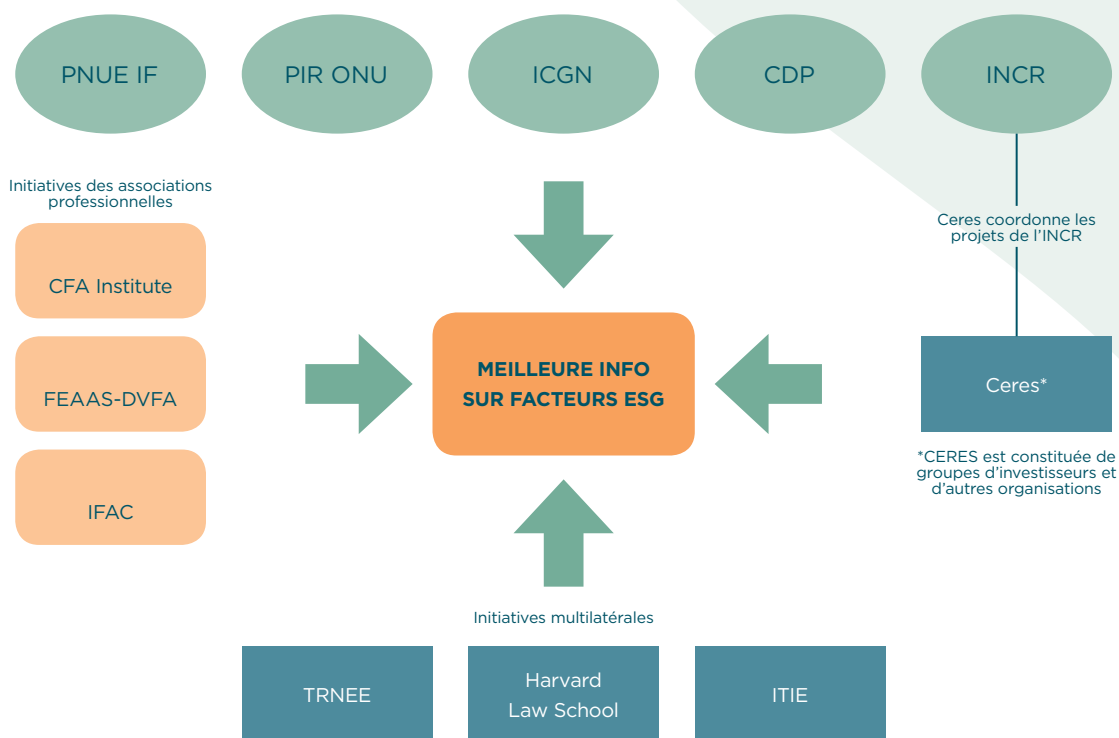 PNUE IF
PIR ONU
ICGN
CDP
INCR
Initiatives des associations
professionnelles
CFA Institute
FEAAS-DVFA
IFAC
MEILLEURE INFO
SUR FACTEURS ESG
Ceres coordonne les
projets de l'INCR
Ceres*
*CERES est constituée de
groupes d'investisseurs et
d'autres organisations
Initiatives multilatérales
TRNEE
Harvard
Law School
ITIE